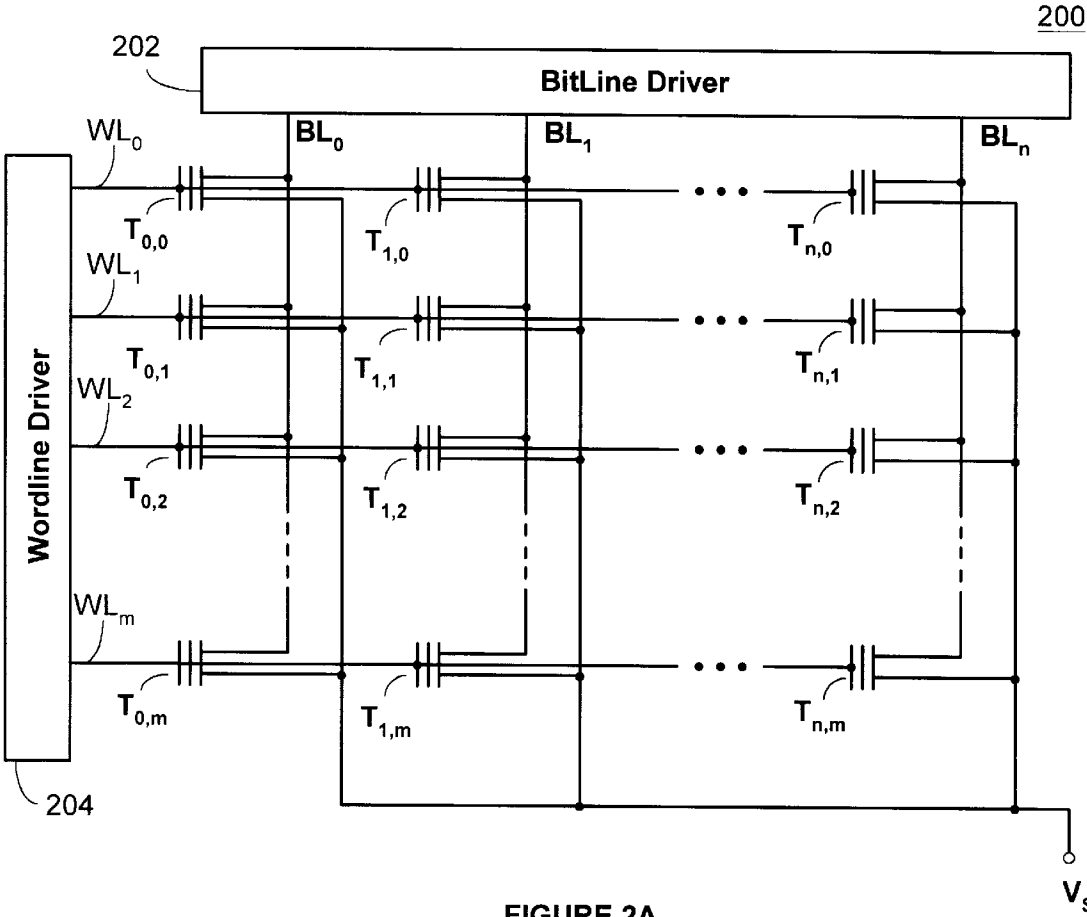 200
202
BitLine Driver
BL0
BL1
BLn
WL0
T0,0
T1,0
Tn,0
WL1
T0,1
T1,1
Tn,1
WL2
T0,2
T1,2
Tn,2
Wordline Driver
WLm
T0,m
T1,m
Tn,m
204
Vs
FIGURE 2A